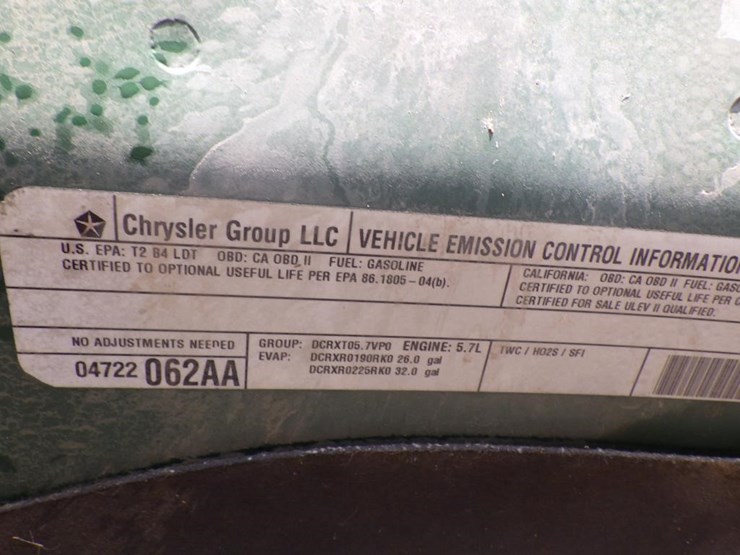 Chrysler Group LLC VEHICLE EMISSION CONTROL INFORMATION
U.S. EPA: T2 B4 LDT OBD: CA OBD II FUEL: GASOLINE
CERTIFIED TO OPTIONAL USEFUL LIFE PER EPA 86.1805-04(b).
CALIFORNIA: OBD: CA OBD II FUEL: GASO
CERTIFIED TO OPTIONAL USEFUL LIFE PER C
CERTIFIED FOR SALE ULEV II QUALIFIED.
NO ADJUSTMENTS NEEDED
04722 062AA
GROUP: DCRXT05.7VP0 ENGINE: 5.7L
EVAP: DCRXR0190RK0 26.0 gal
DCRXR0225RK0 32.0 gal
TWC / HO2S / SFI